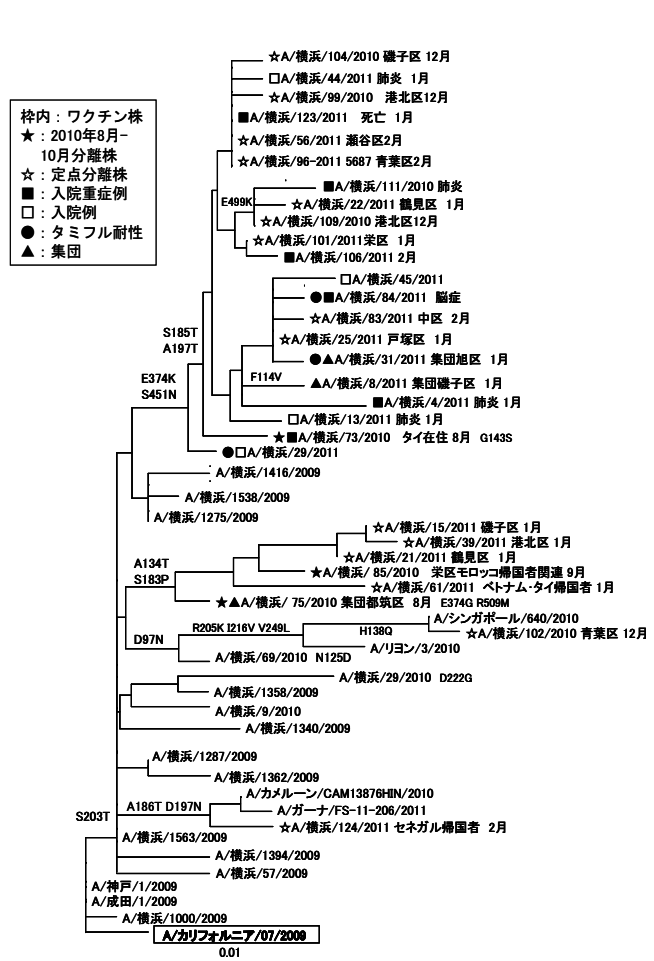 ☆A/横浜/104/2010 磯子区 12月
□A/横浜/44/2011 肺炎 1月
☆A/横浜/99/2010 港北区12月
■A/横浜/123/2011 死亡 1月
☆A/横浜/56/2011 瀬谷区2月
☆A/横浜/96-2011 5687 青葉区2月
枠内：ワクチン株
★：2010年8月-
10月分離株
☆：定点分離株
■：入院重症例
□：入院例
●：タミフル耐性
▲：集団
■A/横浜/111/2010 肺炎
E499K
☆A/横浜/22/2011 鶴見区 1月
☆A/横浜/109/2010 港北区12月
☆A/横浜/101/2011栄区 1月
■A/横浜/106/2011 2月
□A/横浜/45/2011
●■A/横浜/84/2011 脳症
☆A/横浜/83/2011 中区 2月
S185T
A197T
☆A/横浜/25/2011 戸塚区 1月
●▲A/横浜/31/2011 集団旭区 1月
E374K
S451N
F114V
▲A/横浜/8/2011 集団磯子区 1月
■A/横浜/4/2011 肺炎1月
□A/横浜/13/2011 肺炎1月
★■A/横浜/73/2010 タイ在住 8月 G143S
●□A/横浜/29/2011
A/横浜/1416/2009
A/横浜/1538/2009
A/横浜/1275/2009
☆A/横浜/15/2011 磯子区 1月
☆A/横浜/39/2011 港北区 1月
☆A/横浜/21/2011 鶴見区 1月
A134T
S183P
★A/横浜/ 85/2010 栄区モロッコ帰国者関連 9月
☆A/横浜/61/2011 ベトナム・タイ帰国者 1月
★▲A/横浜/ 75/2010 集団都筑区 8月 E374G R509M
A/シンガポール/640/2010
R205K I216V V249L
H138Q
☆A/横浜/102/2010 青葉区 12月
D97N
A/リヨン/3/2010
A/横浜/69/2010 N125D
A/横浜/29/2010 D222G
A/横浜/1358/2009
A/横浜/9/2010
A/横浜/1340/2009
A/横浜/1287/2009
A/横浜/1362/2009
A/カメルーン/CAM13876HIN/2010
A186T D197N
A/ガーナ/FS-11-206/2011
S203T
☆A/横浜/124/2011 セネガル帰国者 2月
A/横浜/1563/2009
A/横浜/1394/2009
A/横浜/57/2009
A/神戸/1/2009
A/成田/1/2009
A/横浜/1000/2009
A/カリフォルニア/07/2009
0.01